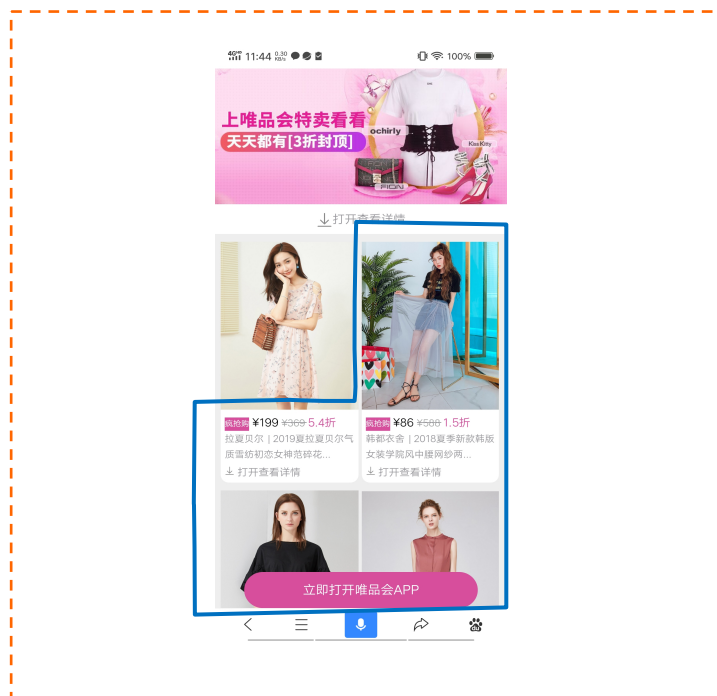 4G 11:44 0.30 KB/s 100%
上唯品会特卖看看
天天都有[3折封顶]
ochirly
Kiss Kitty
FION
打开查看详情
疯抢购 ¥199 ¥369 5.4折
拉夏贝尔 | 2019夏拉夏贝尔气
质雪纺初恋女神范碎花...
打开查看详情
疯抢购 ¥86 ¥588 1.5折
韩都衣舍 | 2018夏季新款韩版
女装学院风中腰网纱两...
打开查看详情
立即打开唯品会APP
du